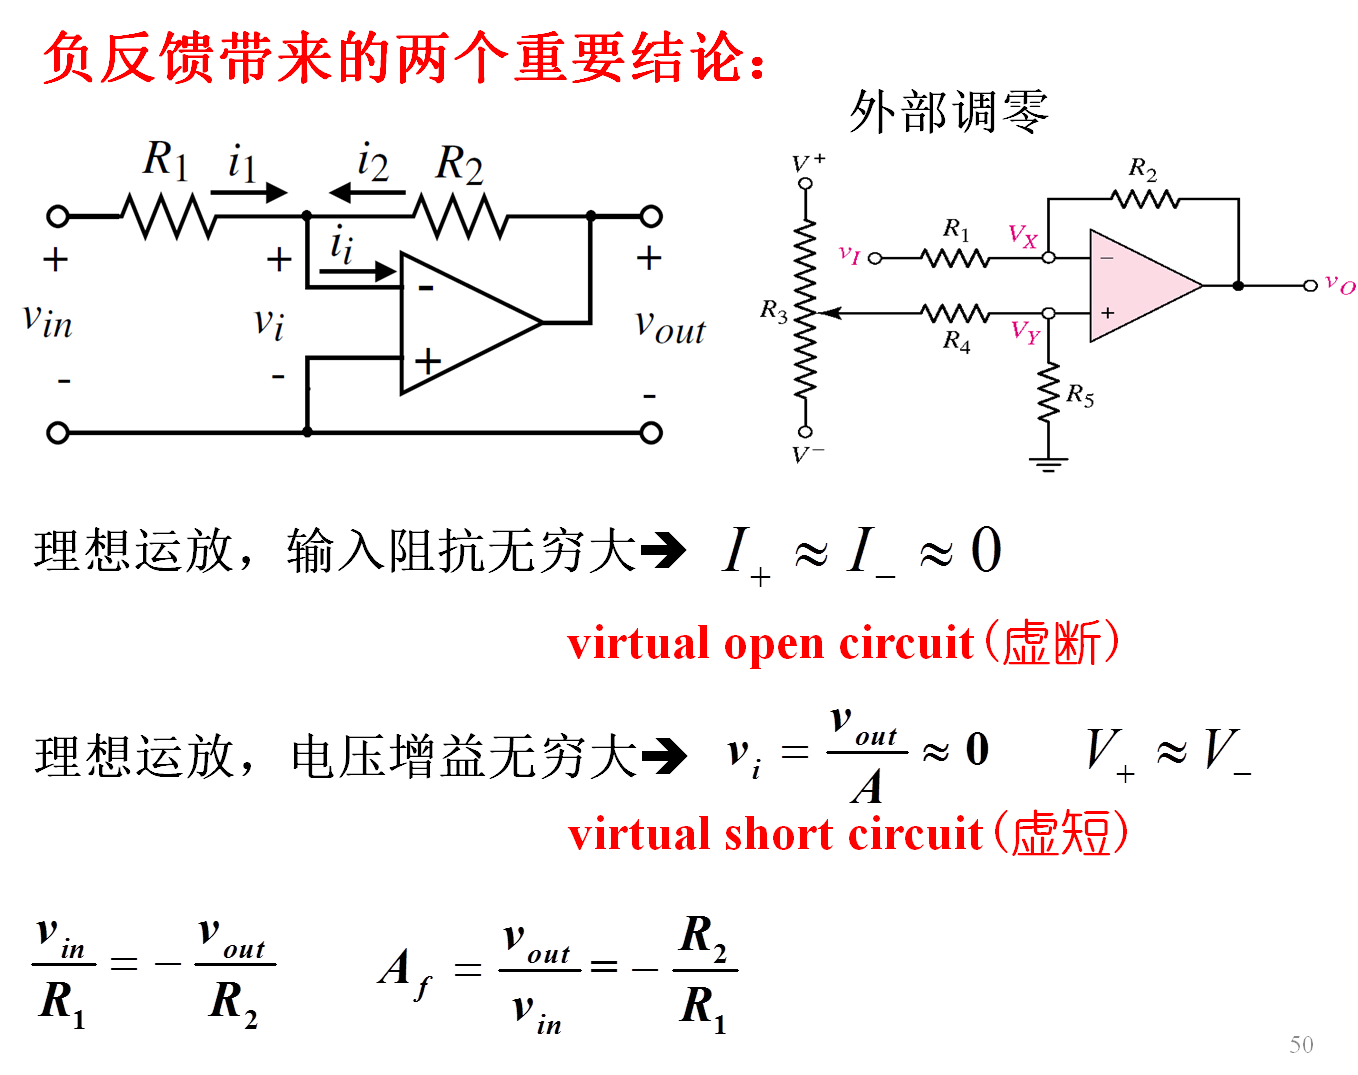 负反馈带来的两个重要结论：
外部调零
R1 i1 i2 R2
+ + ii - +
vin vi vout
- - + -
V+
R2
R1 VX
vI −
vO
R3 +
R4 VY
R5
V−
理想运放，输入阻抗无穷大➔ I+ ≈ I− ≈ 0
virtual open circuit(虚断)
理想运放，电压增益无穷大➔ vi = vout/A ≈ 0 V+ ≈ V−
virtual short circuit(虚短)
vin/R1 = − vout/R2 Af = vout/vin = − R2/R1
50